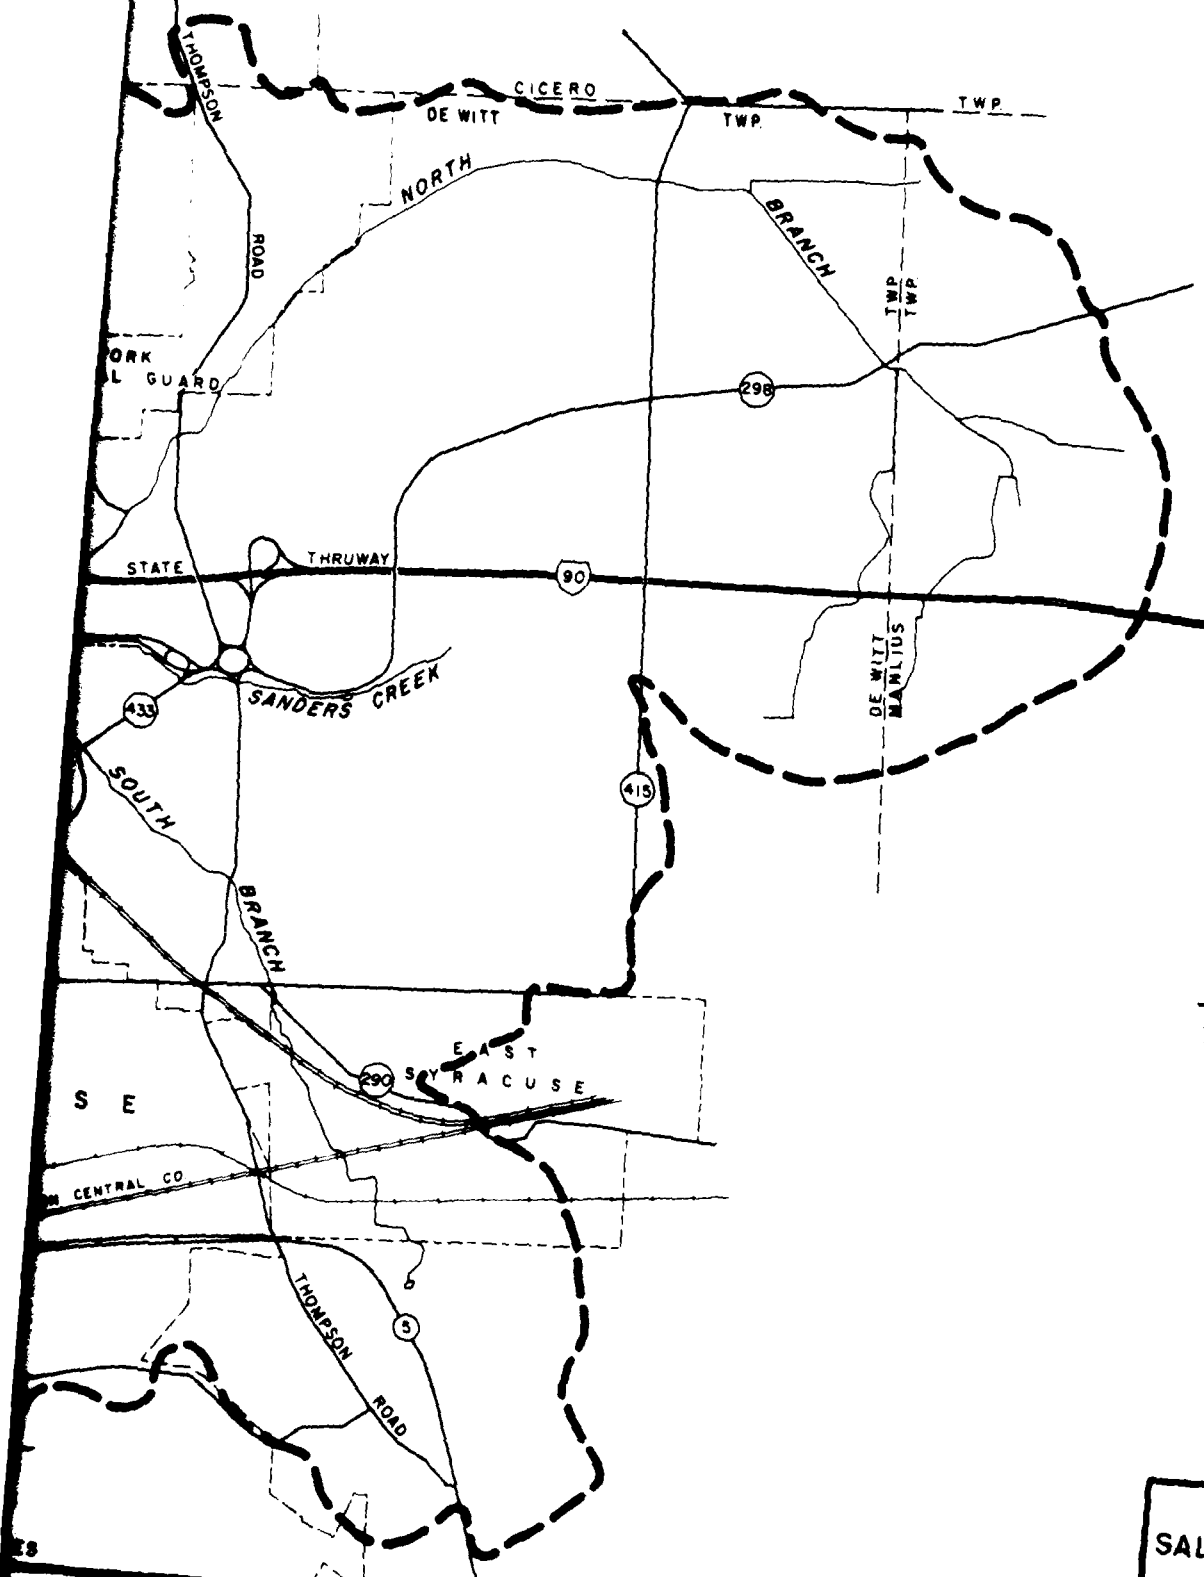 THOMPSON
CICERO
TWP.
DE WITT
TWP.
NORTH
BRANCH
ROAD
TWP
TWP
ORK
L GUARD
298
STATE
THRUWAY
90
DE WITT
MANLIUS
433
SANDERS CREEK
415
SOUTH
BRANCH
EAST
290
SYRACUSE
S E
N CENTRAL CO
THOMPSON
5
ROAD
SAL
ES